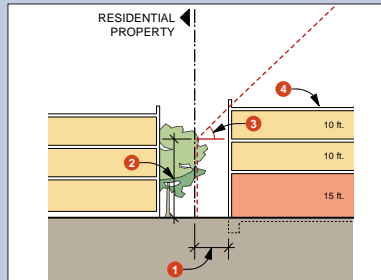 RESIDENTIAL
PROPERTY
4
3
10 ft.
2
10 ft.
15 ft.
1